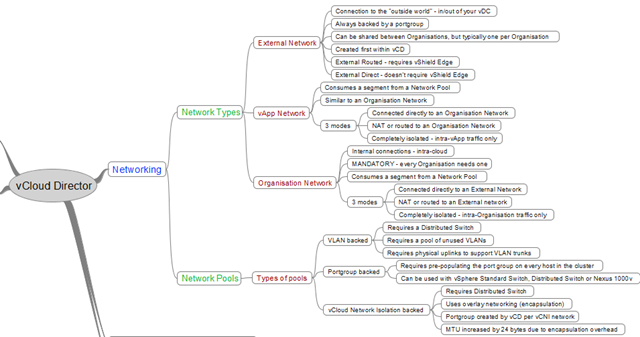 vCloud Director
Networking
Network Types
External Network
Connection to the "outside world" - in/out of your vDC
Always backed by a portgroup
Can be shared between Organisations, but typically one per Organisation
Created first within vCD
External Routed - requires vShield Edge
External Direct - doesn't require vShield Edge
vApp Network
Consumes a segment from a Network Pool
Similar to an Organisation Network
3 modes
Connected directly to an Organisation Network
NAT or routed to an Organisation Network
Completely isolated - intra-vApp traffic only
Organisation Network
Internal connections - intra-cloud
MANDATORY - every Organisation needs one
Consumes a segment from a Network Pool
3 modes
Connected directly to an External Network
NAT or routed to an External network
Completely isolated - intra-Organisation traffic only
Network Pools
Types of pools
VLAN backed
Requires a Distributed Switch
Requires a pool of unused VLANs
Requires physical uplinks to support VLAN trunks
Portgroup backed
Requires pre-populating the port group on every host in the cluster
Can be used with vSphere Standard Switch, Distributed Switch or Nexus 1000v
vCloud Network Isolation backed
Requires Distributed Switch
Uses overlay networking (encapsulation)
Portgroup created by vCD per vCNI network
MTU increased by 24 bytes due to encapsulation overhead